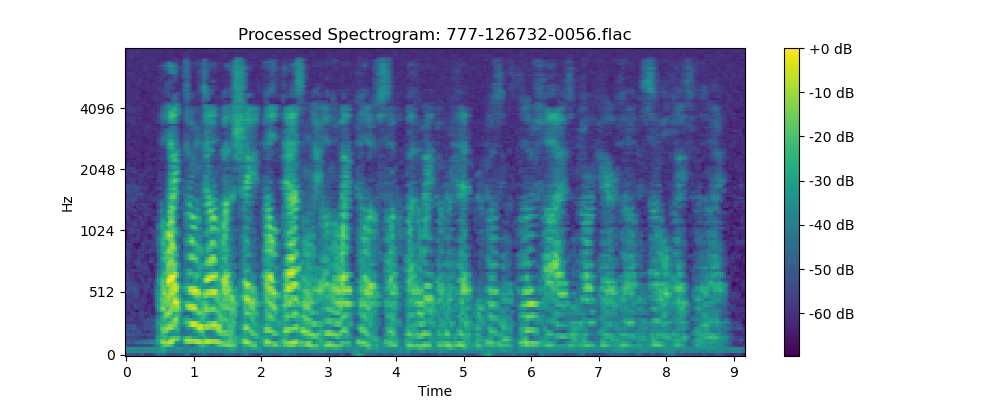 Processed Spectrogram: 777-126732-0056.flac
Hz
4096
2048
1024
512
0
0 1 2 3 4 5 6 7 8 9
Time
+0 dB
-10 dB
-20 dB
-30 dB
-40 dB
-50 dB
-60 dB